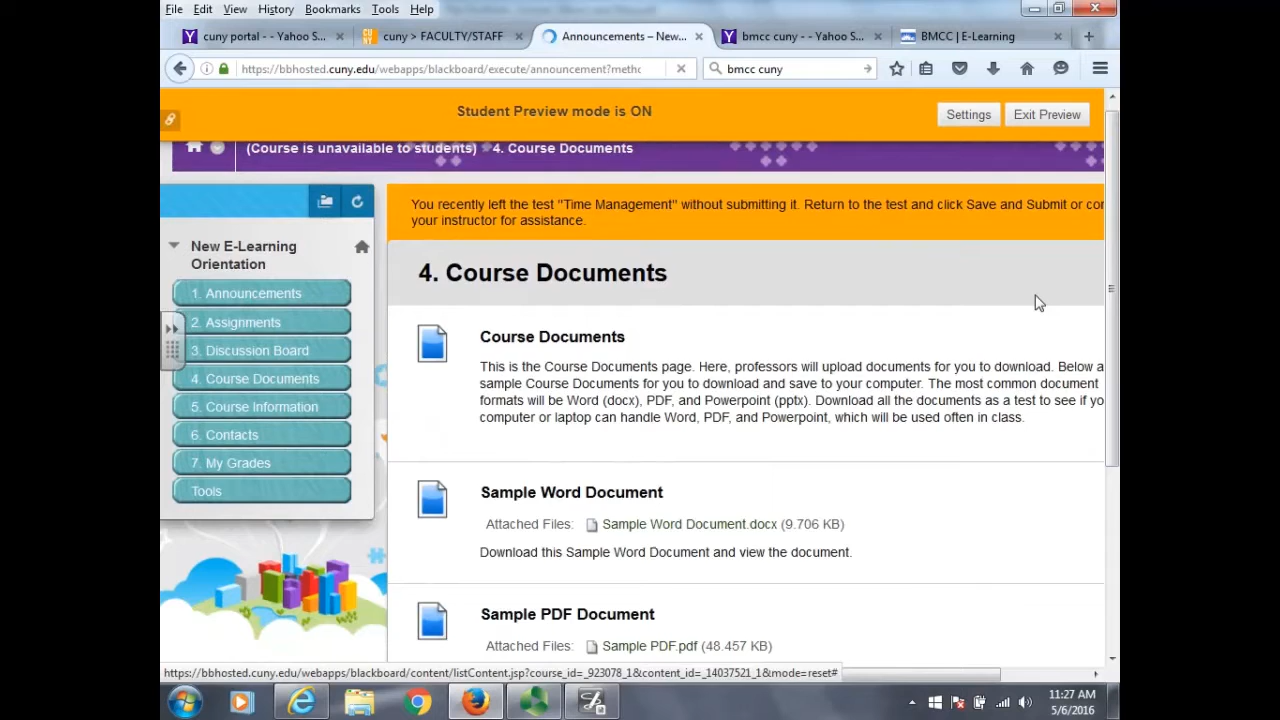 File Edit View History Bookmarks Tools Help
cuny portal - - Yahoo S... cuny > FACULTY/STAFF Announcements – New... bmcc cuny - - Yahoo S... BMCC | E-Learning
https://bbhosted.cuny.edu/webapps/blackboard/execute/announcement?methc bmcc cuny
Student Preview mode is ON Settings Exit Preview
(Course is unavailable to students) 4. Course Documents
You recently left the test "Time Management" without submitting it. Return to the test and click Save and Submit or cor
your instructor for assistance.
New E-Learning
Orientation
1. Announcements
2. Assignments
3. Discussion Board
4. Course Documents
5. Course Information
6. Contacts
7. My Grades
Tools
4. Course Documents
Course Documents
This is the Course Documents page. Here, professors will upload documents for you to download. Below a
sample Course Documents for you to download and save to your computer. The most common document
formats will be Word (docx), PDF, and Powerpoint (pptx). Download all the documents as a test to see if yo
computer or laptop can handle Word, PDF, and Powerpoint, which will be used often in class.
Sample Word Document
Attached Files: Sample Word Document.docx (9.706 KB)
Download this Sample Word Document and view the document.
Sample PDF Document
Attached Files: Sample PDF.pdf (48.457 KB)
https://bbhosted.cuny.edu/webapps/blackboard/content/listContent.jsp?course_id=_923078_1&content_id=_14037521_1&mode=reset#
11:27 AM
5/6/2016